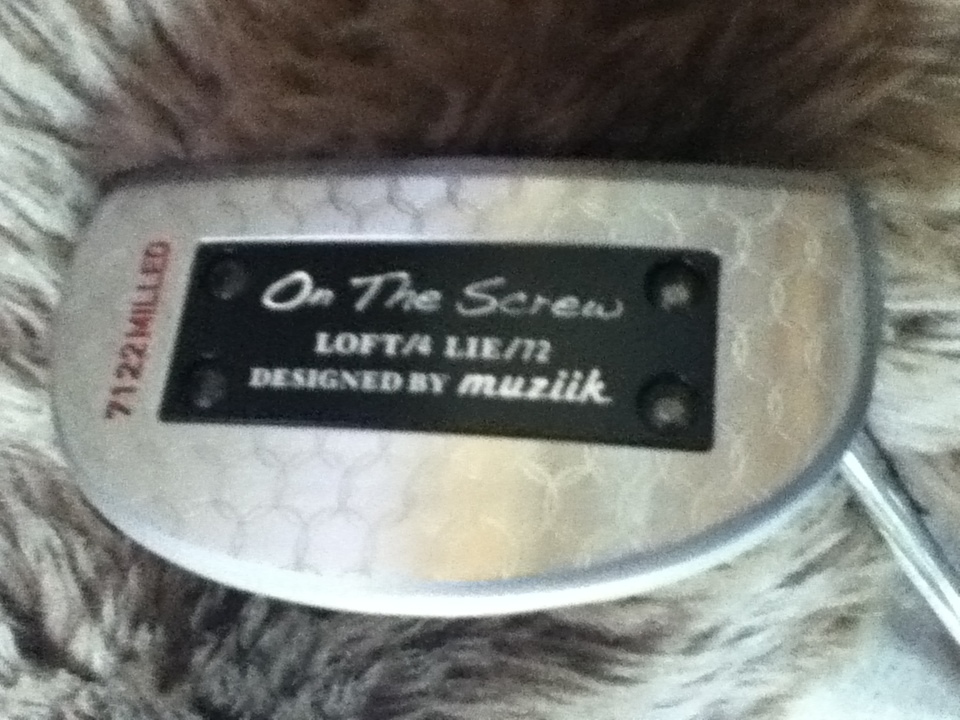 7122 MILLED
On The Screw
LOFT/4 LIE/72
DESIGNED BY muziik